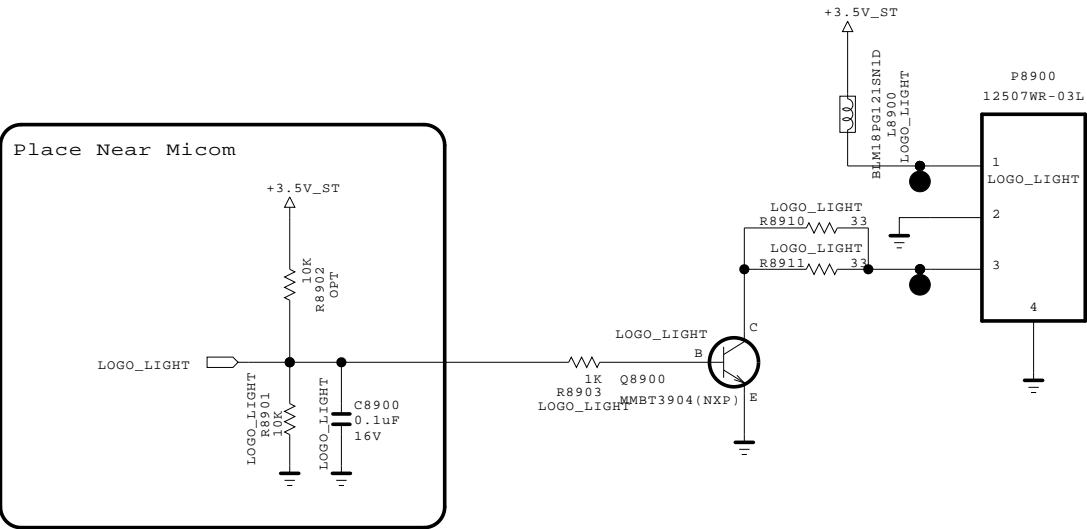 +3.5V_ST
BLM18PG121SN1D
L8900
LOGO_LIGHT
P8900
12507WR-03L
1
LOGO_LIGHT
2
3
4
Place Near Micom
+3.5V_ST
10K
R8902
OPT
LOGO_LIGHT
LOGO_LIGHT
R8901
10K
LOGO_LIGHT
C8900
0.1uF
16V
LOGO_LIGHT
R8910 33
LOGO_LIGHT
R8911 33
LOGO_LIGHT
C
B
E
1K
R8903
LOGO_LIGHT
Q8900
MMBT3904(NXP)